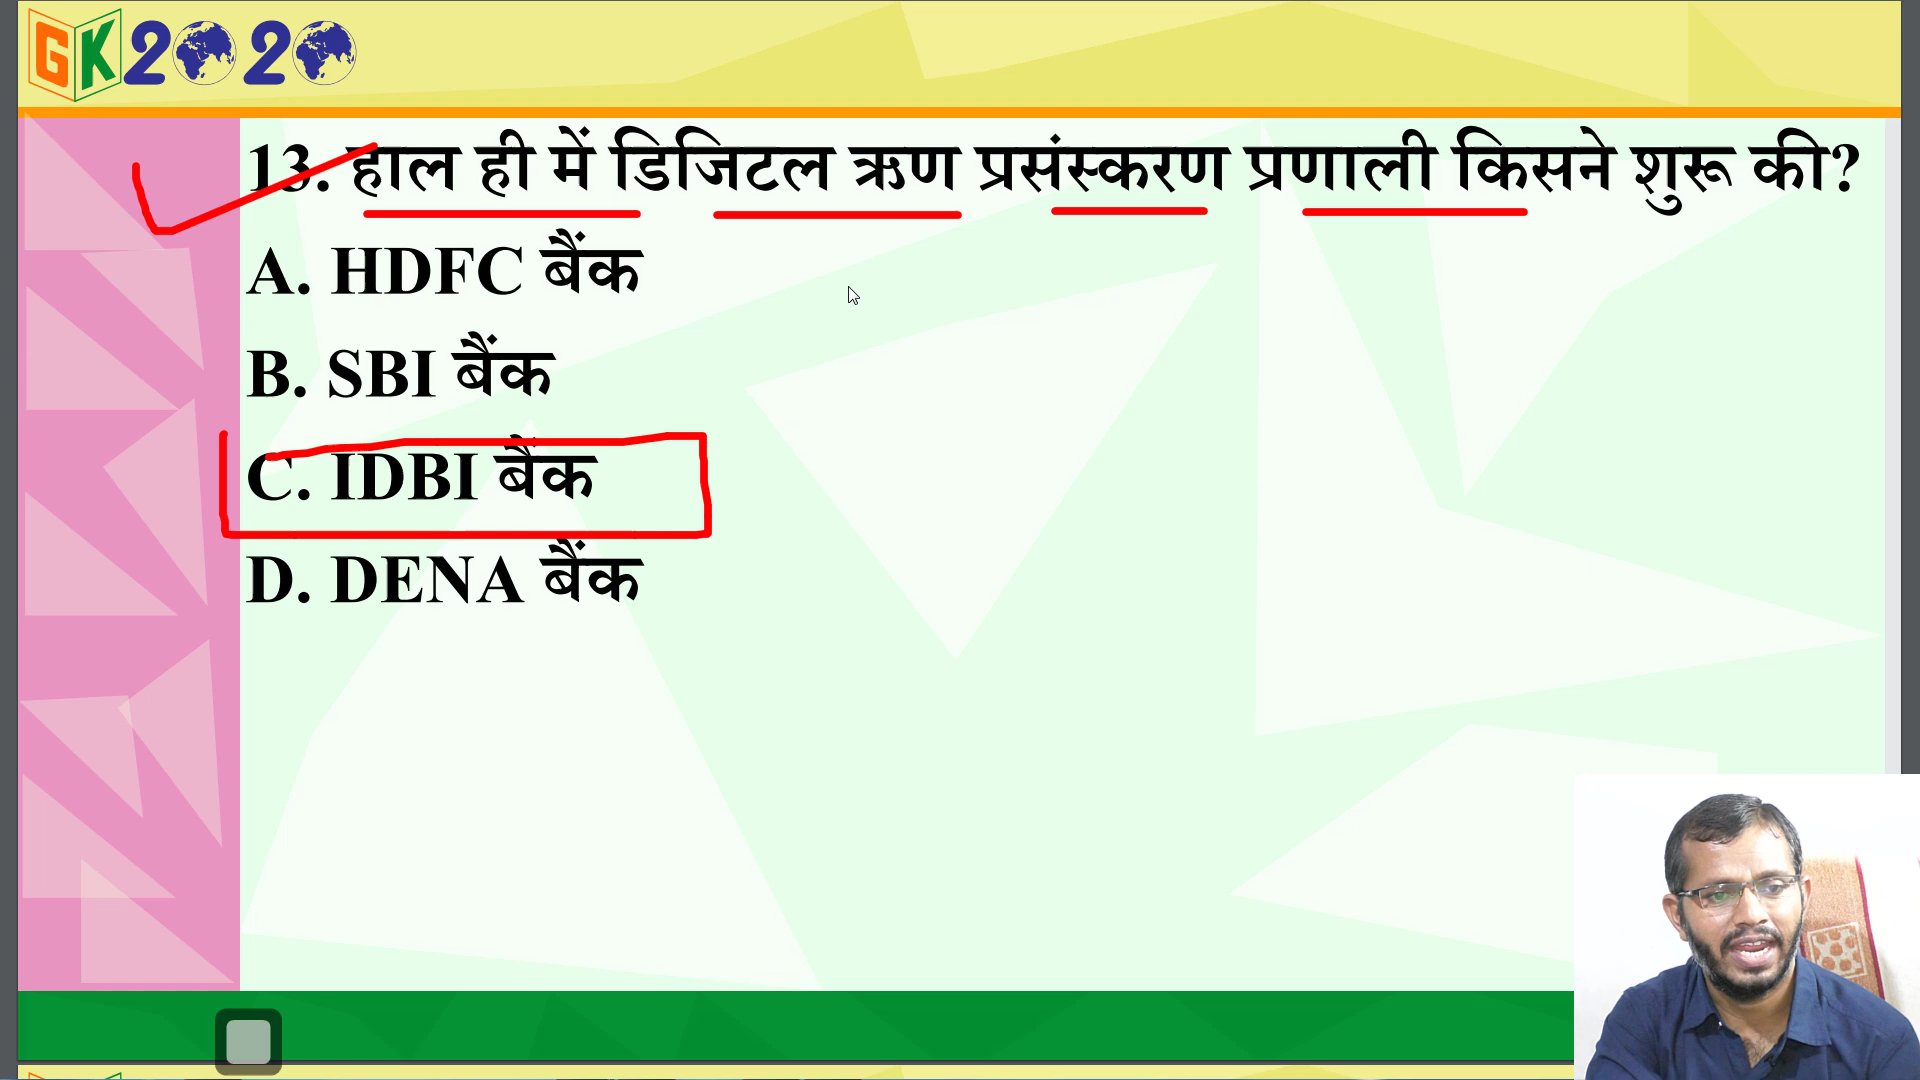 GK2020
13. हाल ही में डिजिटल ऋण प्रसंस्करण प्रणाली किसने शुरू की?
A. HDFC बैंक
B. SBI बैंक
C. IDBI बैंक
D. DENA बैंक